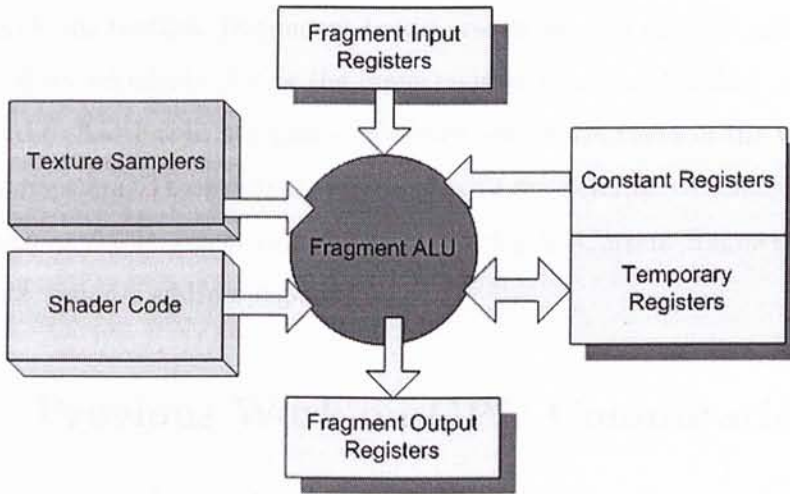 Fragment Input
Registers
Texture Samplers
Constant Registers
Fragment ALU
Shader Code
Temporary
Registers
Fragment Output
Registers